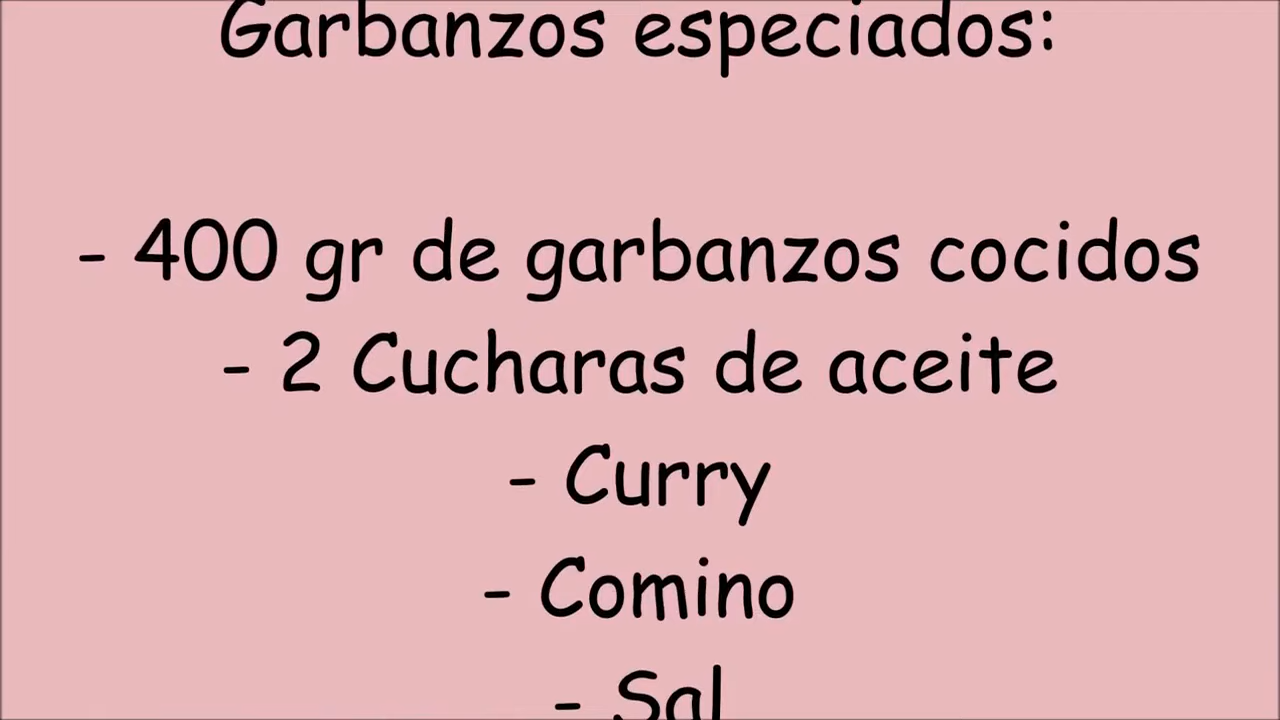 Garbanzos especiados:
- 400 gr de garbanzos cocidos
- 2 Cucharas de aceite
- Curry
- Comino
- Sal